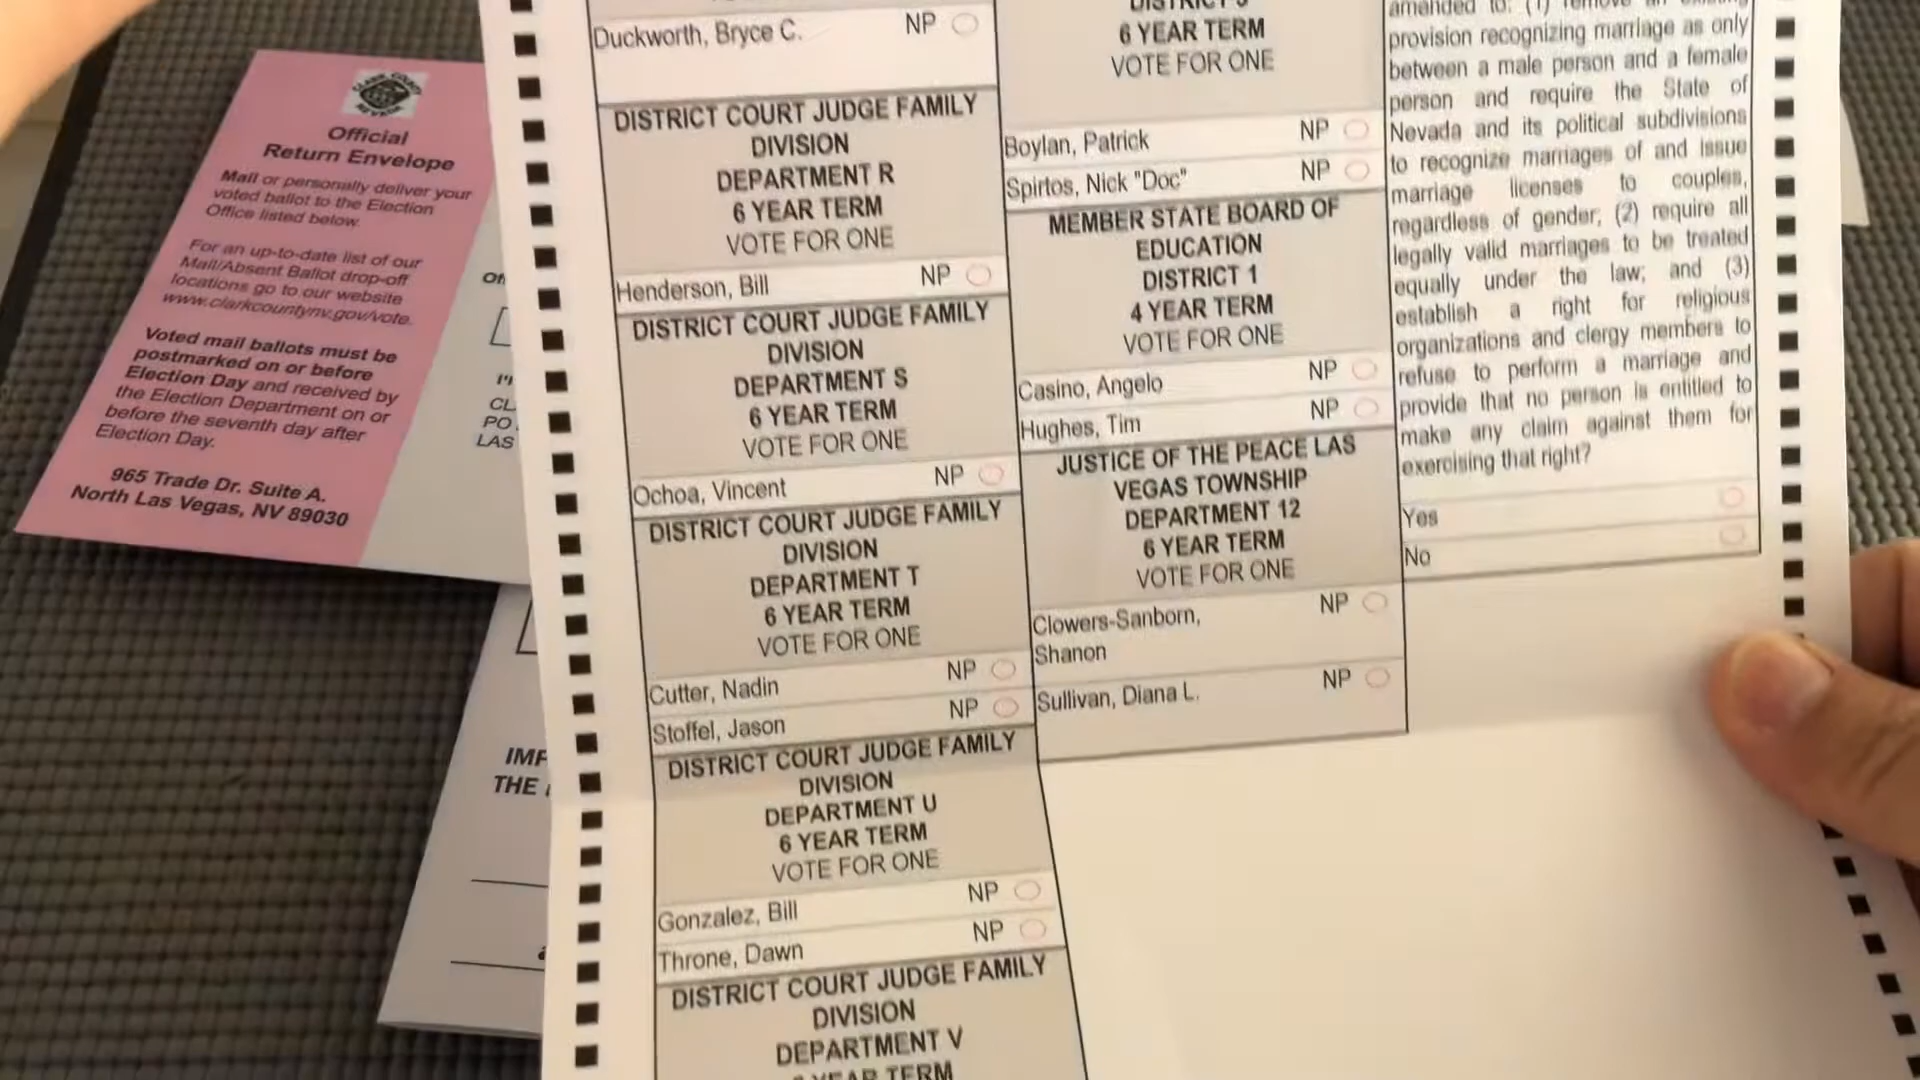 Official
Return Envelope
Mail or personally deliver your
voted ballot to the Election
Office listed below.
For an up-to-date list of our
Mail/Absent Ballot drop-off
locations go to our website
www.clarkcountynv.gov/vote.
Voted mail ballots must be
postmarked on or before
Election Day and received by
the Election Department on or
before the seventh day after
Election Day.
965 Trade Dr. Suite A.
North Las Vegas, NV 89030
CL
PO
LAS
THE
Duckworth, Bryce C. NP
DISTRICT COURT JUDGE FAMILY
DIVISION
DEPARTMENT R
6 YEAR TERM
VOTE FOR ONE
Henderson, Bill NP
DISTRICT COURT JUDGE FAMILY
DIVISION
DEPARTMENT S
6 YEAR TERM
VOTE FOR ONE
Ochoa, Vincent NP
DISTRICT COURT JUDGE FAMILY
DIVISION
DEPARTMENT T
6 YEAR TERM
VOTE FOR ONE
Cutter, Nadin NP
Stoffel, Jason NP
DISTRICT COURT JUDGE FAMILY
DIVISION
DEPARTMENT U
6 YEAR TERM
VOTE FOR ONE
Gonzalez, Bill NP
Throne, Dawn NP
DISTRICT COURT JUDGE FAMILY
DIVISION
DEPARTMENT V
6 YEAR TERM
DISTRICT
6 YEAR TERM
VOTE FOR ONE
Boylan, Patrick NP
Spirtos, Nick "Doc" NP
MEMBER STATE BOARD OF
EDUCATION
DISTRICT 1
4 YEAR TERM
VOTE FOR ONE
Casino, Angelo NP
Hughes, Tim NP
JUSTICE OF THE PEACE LAS
VEGAS TOWNSHIP
DEPARTMENT 12
6 YEAR TERM
VOTE FOR ONE
Clowers-Sanborn, NP
Shanon
Sullivan, Diana L. NP
amended to: (1) remove an existing
provision recognizing marriage as only
between a male person and a female
person and require the State of
Nevada and its political subdivisions
to recognize marriages of and issue
marriage licenses to couples,
regardless of gender; (2) require all
legally valid marriages to be treated
equally under the law; and (3)
establish a right for religious
organizations and clergy members to
refuse to perform a marriage and
provide that no person is entitled to
make any claim against them for
exercising that right?
Yes
No